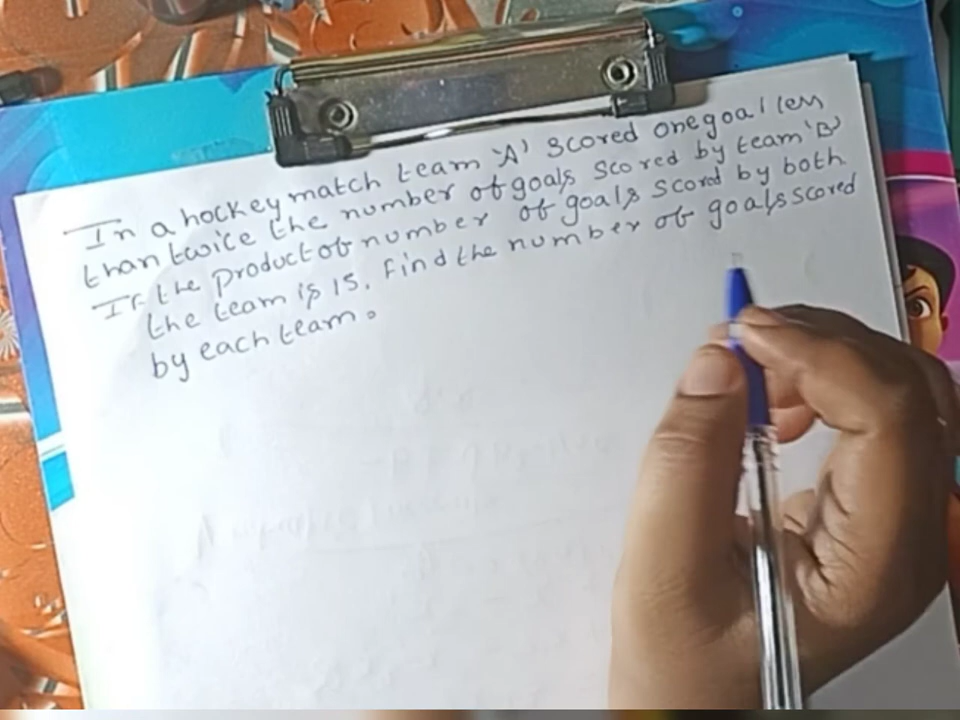 In a hockey match team 'A' scored one goal less
than twice the number of goals scored by team 'B'
If the product of number of goals scored by both
the team is 15. Find the number of goals scored
by each team.